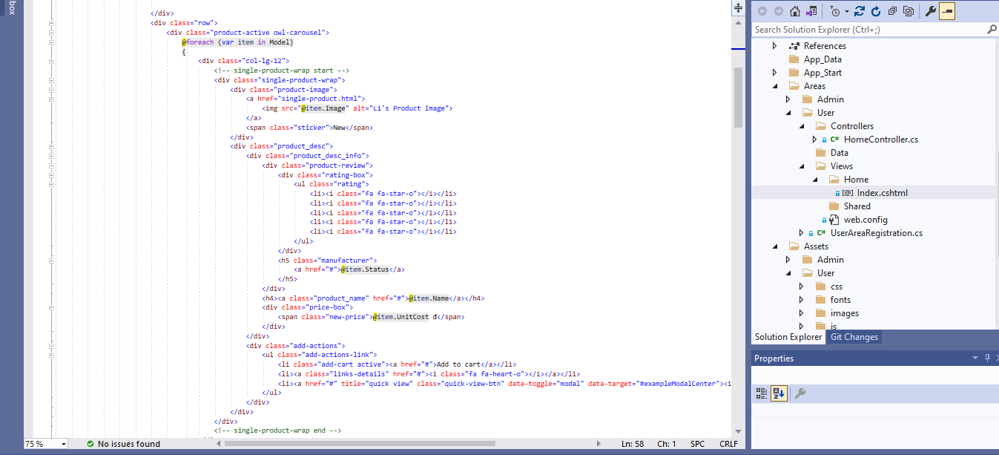 box
</div>
<div class="row">
<div class="product-active owl-carousel">
@foreach (var item in Model)
{
<div class="col-lg-12">
<!-- single-product-wrap start -->
<div class="single-product-wrap">
<div class="product-image">
<a href="single-product.html">
<img src="@item.Image" alt="Li's Product Image">
</a>
<span class="sticker">New</span>
</div>
<div class="product_desc">
<div class="product_desc_info">
<div class="product-review">
<div class="rating-box">
<ul class="rating">
<li><i class="fa fa-star-o"></i></li>
<li><i class="fa fa-star-o"></i></li>
<li><i class="fa fa-star-o"></i></li>
<li><i class="fa fa-star-o"></i></li>
<li><i class="fa fa-star-o"></i></li>
</ul>
</div>
<h5 class="manufacturer">
<a href="#">@item.Status</a>
</h5>
</div>
<h4><a class="product_name" href="#">@item.Name</a></h4>
<div class="price-box">
<span class="new-price">@item.UnitCost đ</span>
</div>
</div>
<div class="add-actions">
<ul class="add-actions-link">
<li class="add-cart active"><a href="#">Add to cart</a></li>
<li><a class="links-details" href="#"><i class="fa fa-heart-o"></i></a></li>
<li><a href="#" title="quick view" class="quick-view-btn" data-toggle="modal" data-target="#exampleModalCenter"><i
</ul>
</div>
</div>
</div>
<!-- single-product-wrap end -->
75 %
No issues found
Ln: 58 Ch: 1 SPC CRLF
Search Solution Explorer (Ctrl+;)
References
App_Data
App_Start
Areas
Admin
User
Controllers
C# HomeController.cs
Data
Views
Home
[@] Index.cshtml
Shared
web.config
C# UserAreaRegistration.cs
Assets
Admin
User
css
fonts
images
js
Solution Explorer Git Changes
Properties